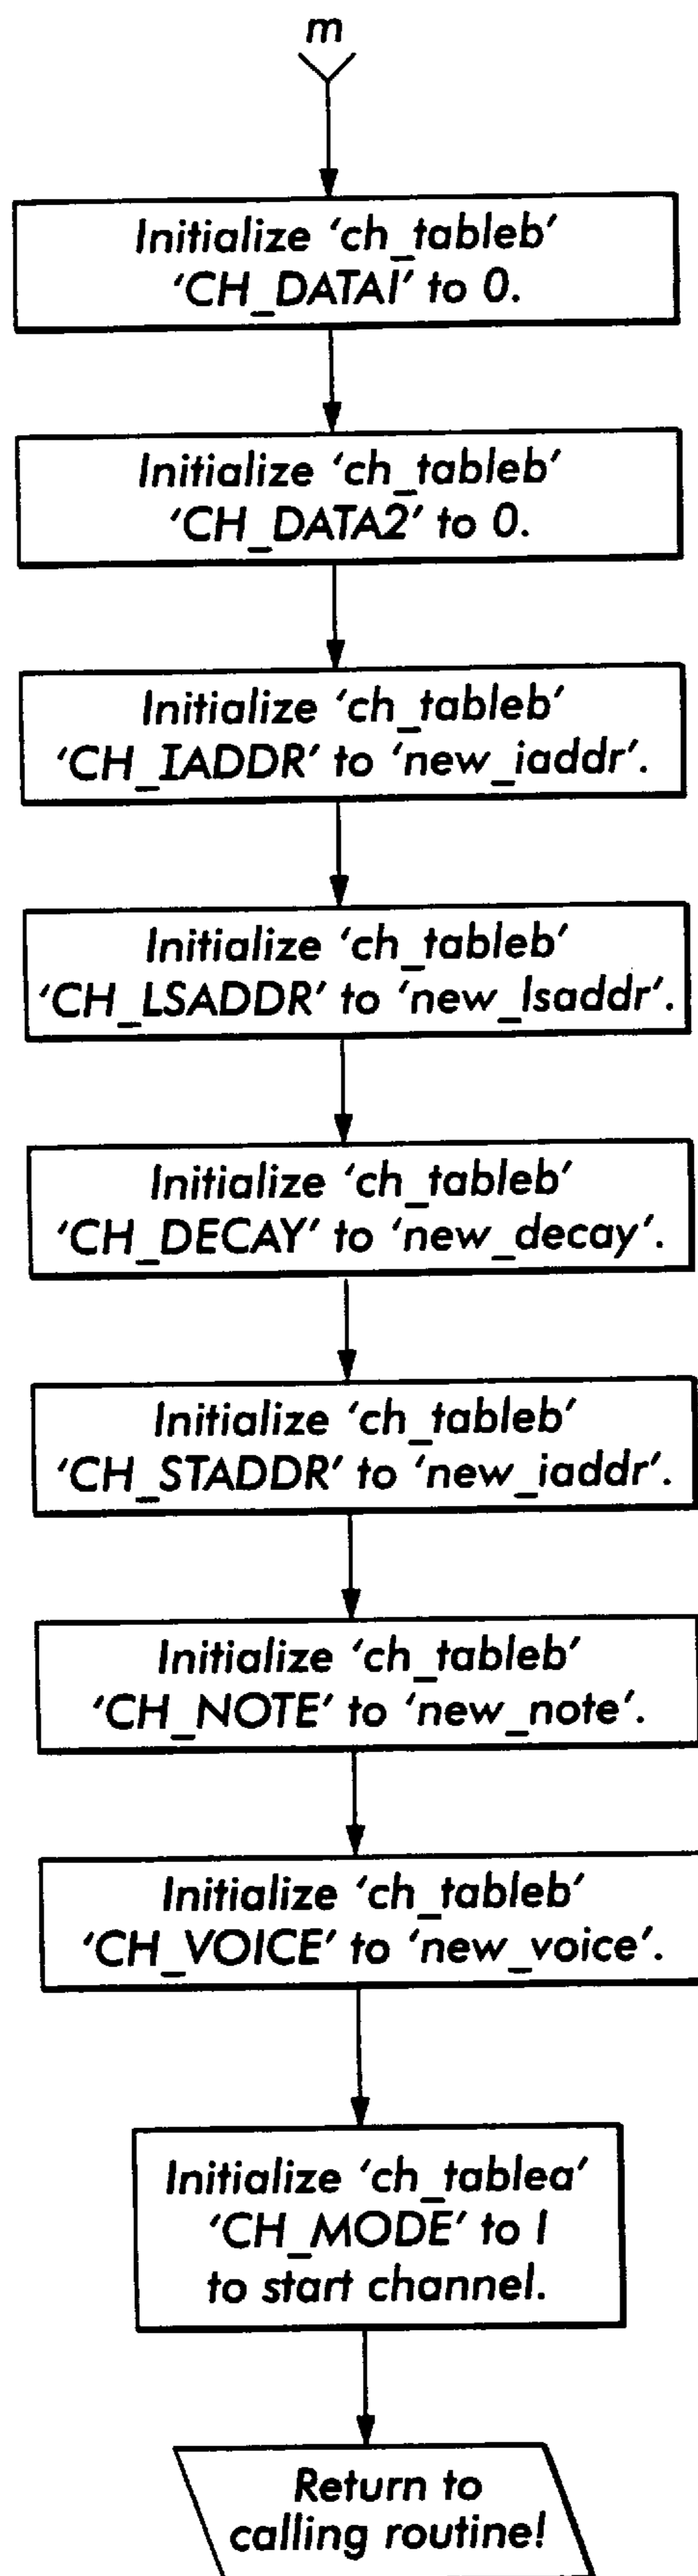 m
Initialize 'ch_tableb'
'CH_DATA1' to 0.
Initialize 'ch_tableb'
'CH_DATA2' to 0.
Initialize 'ch_tableb'
'CH_IADDR' to 'new_iaddr'.
Initialize 'ch_tableb'
'CH_LSADDR' to 'new_lsaddr'.
Initialize 'ch_tableb'
'CH_DECAY' to 'new_decay'.
Initialize 'ch_tableb'
'CH_STADDR' to 'new_iaddr'.
Initialize 'ch_tableb'
'CH_NOTE' to 'new_note'.
Initialize 'ch_tableb'
'CH_VOICE' to 'new_voice'.
Initialize 'ch_tablea'
'CH_MODE' to 1
to start channel.
Return to
calling routine!